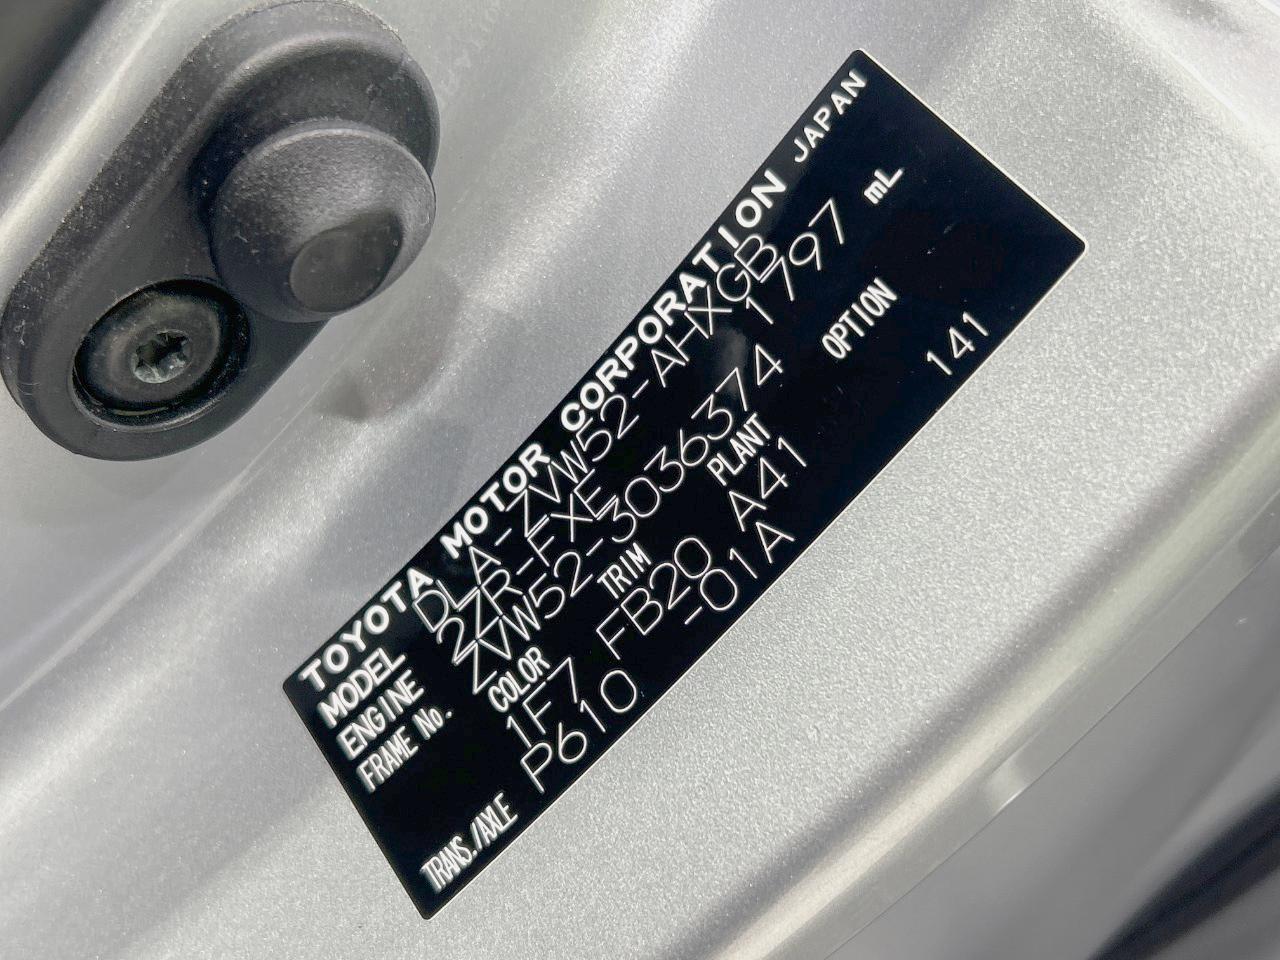 TOYOTA MOTOR CORPORATION JAPAN
MODEL DLA-ZVW52-AHXGB
ENGINE 2ZR-FXE 1797 mL
FRAME No. ZVW52-3036374
COLOR TRIM PLANT OPTION
1F7 FB20 A41 141
TRANS./AXLE P610 -01A